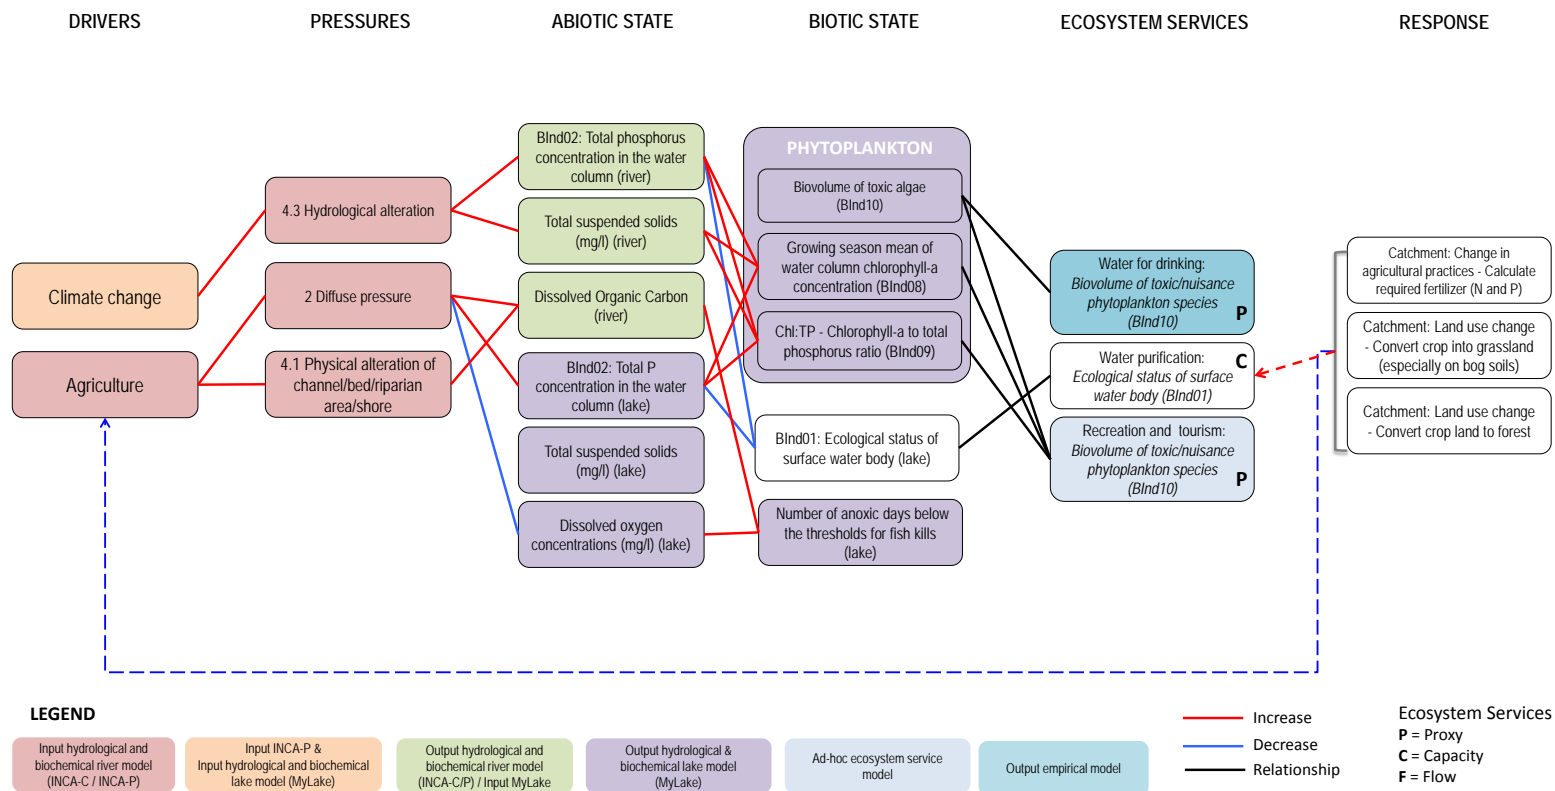 DRIVERS
PRESSURES
ABIOTIC STATE
BIOTIC STATE
ECOSYSTEM SERVICES
RESPONSE
Climate change
Agriculture
4.3 Hydrological alteration
2 Diffuse pressure
4.1 Physical alteration of
channel/bed/riparian
area/shore
BInd02: Total phosphorus
concentration in the water
column (river)
Total suspended solids
(mg/l) (river)
Dissolved Organic Carbon
(river)
BInd02: Total P
concentration in the water
column (lake)
Total suspended solids
(mg/l) (lake)
Dissolved oxygen
concentrations (mg/l) (lake)
PHYTOPLANKTON
Biovolume of toxic algae
(BInd10)
Growing season mean of
water column chlorophyll-a
concentration (BInd08)
Chl:TP - Chlorophyll-a to total
phosphorus ratio (BInd09)
BInd01: Ecological status of
surface water body (lake)
Number of anoxic days below
the thresholds for fish kills
(lake)
Water for drinking:
Biovolume of toxic/nuisance
phytoplankton species
(BInd10)
P
Water purification:
Ecological status of surface
water body (BInd01)
C
Recreation and tourism:
Biovolume of toxic/nuisance
phytoplankton species
(BInd10)
P
Catchment: Change in
agricultural practices - Calculate
required fertilizer (N and P)
Catchment: Land use change
- Convert crop into grassland
(especially on bog soils)
Catchment: Land use change
- Convert crop land to forest
LEGEND
Input hydrological and
biochemical river model
(INCA-C / INCA-P)
Input INCA-P &
Input hydrological and biochemical
lake model (MyLake)
Output hydrological and
biochemical river model
(INCA-C/P) / Input MyLake
Output hydrological &
biochemical lake model
(MyLake)
Ad-hoc ecosystem service
model
Output empirical model
Increase
Decrease
Relationship
Ecosystem Services
P = Proxy
C = Capacity
F = Flow